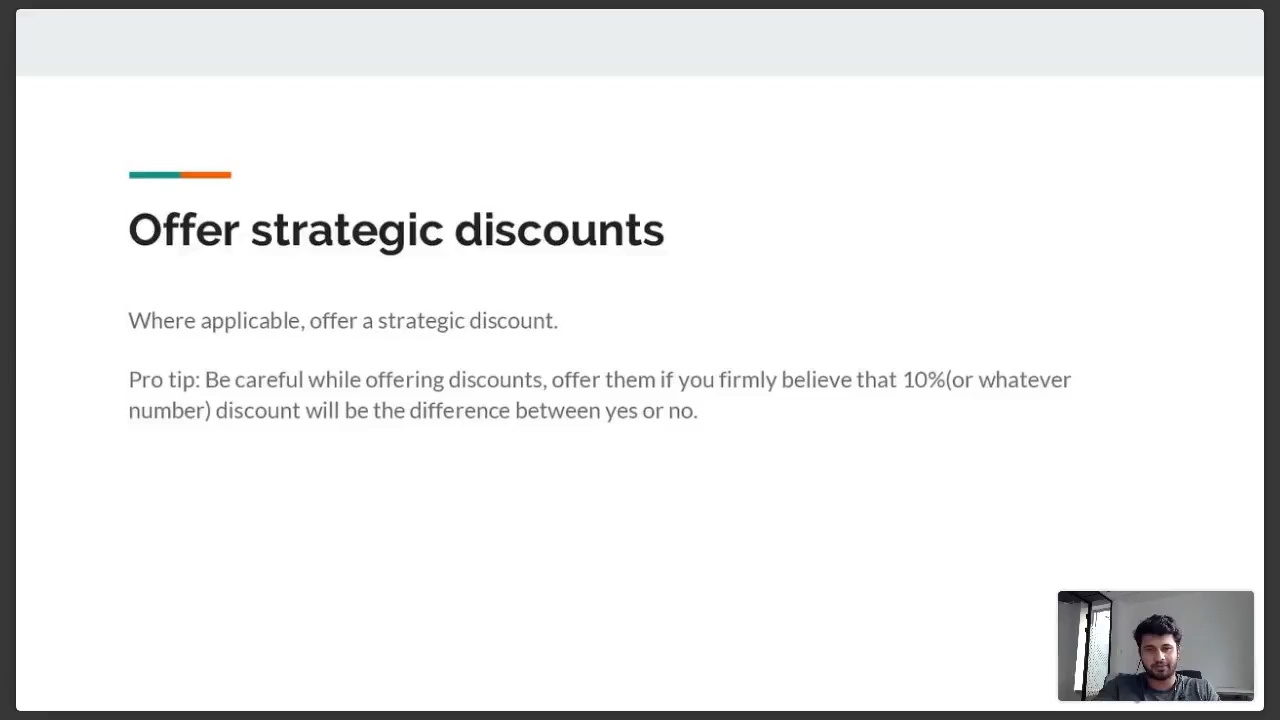 Offer strategic discounts
Where applicable, offer a strategic discount.
Pro tip: Be careful while offering discounts, offer them if you firmly believe that 10%(or whatever
number) discount will be the difference between yes or no.